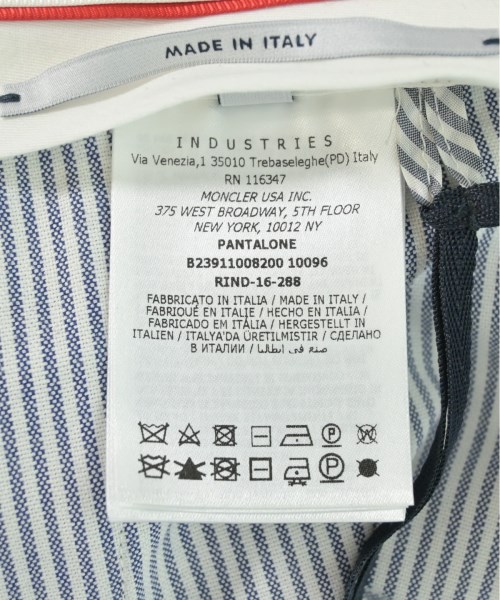 MADE IN ITALY
INDUSTRIES
Via Venezia,1 35010 Trebaseleghe(PD) Italy
RN 116347
MONCLER USA INC.
375 WEST BROADWAY, 5TH FLOOR
NEW YORK, 10012 NY
PANTALONE
B23911008200 10096
RIND-16-288
FABBRICATO IN ITALIA / MADE IN ITALY /
FABRIQUÉ EN ITALIE / HECHO EN ITALIA /
FABRICADO EM ITÁLIA / HERGESTELLT IN
ITALIEN / ITALYA'DA ÜRETILMISTIR / СДЕЛАНО
В ИТАЛИИ / صنع في ايطاليا
P W
P